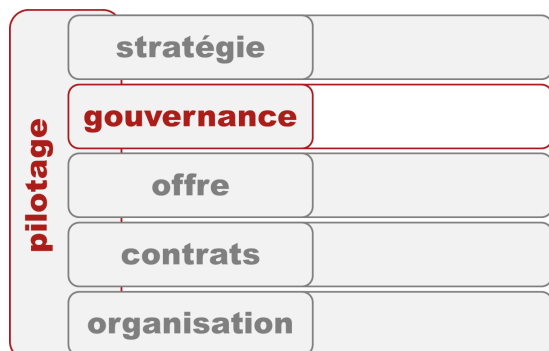 pilotage
stratégie
gouvernance
offre
contrats
organisation